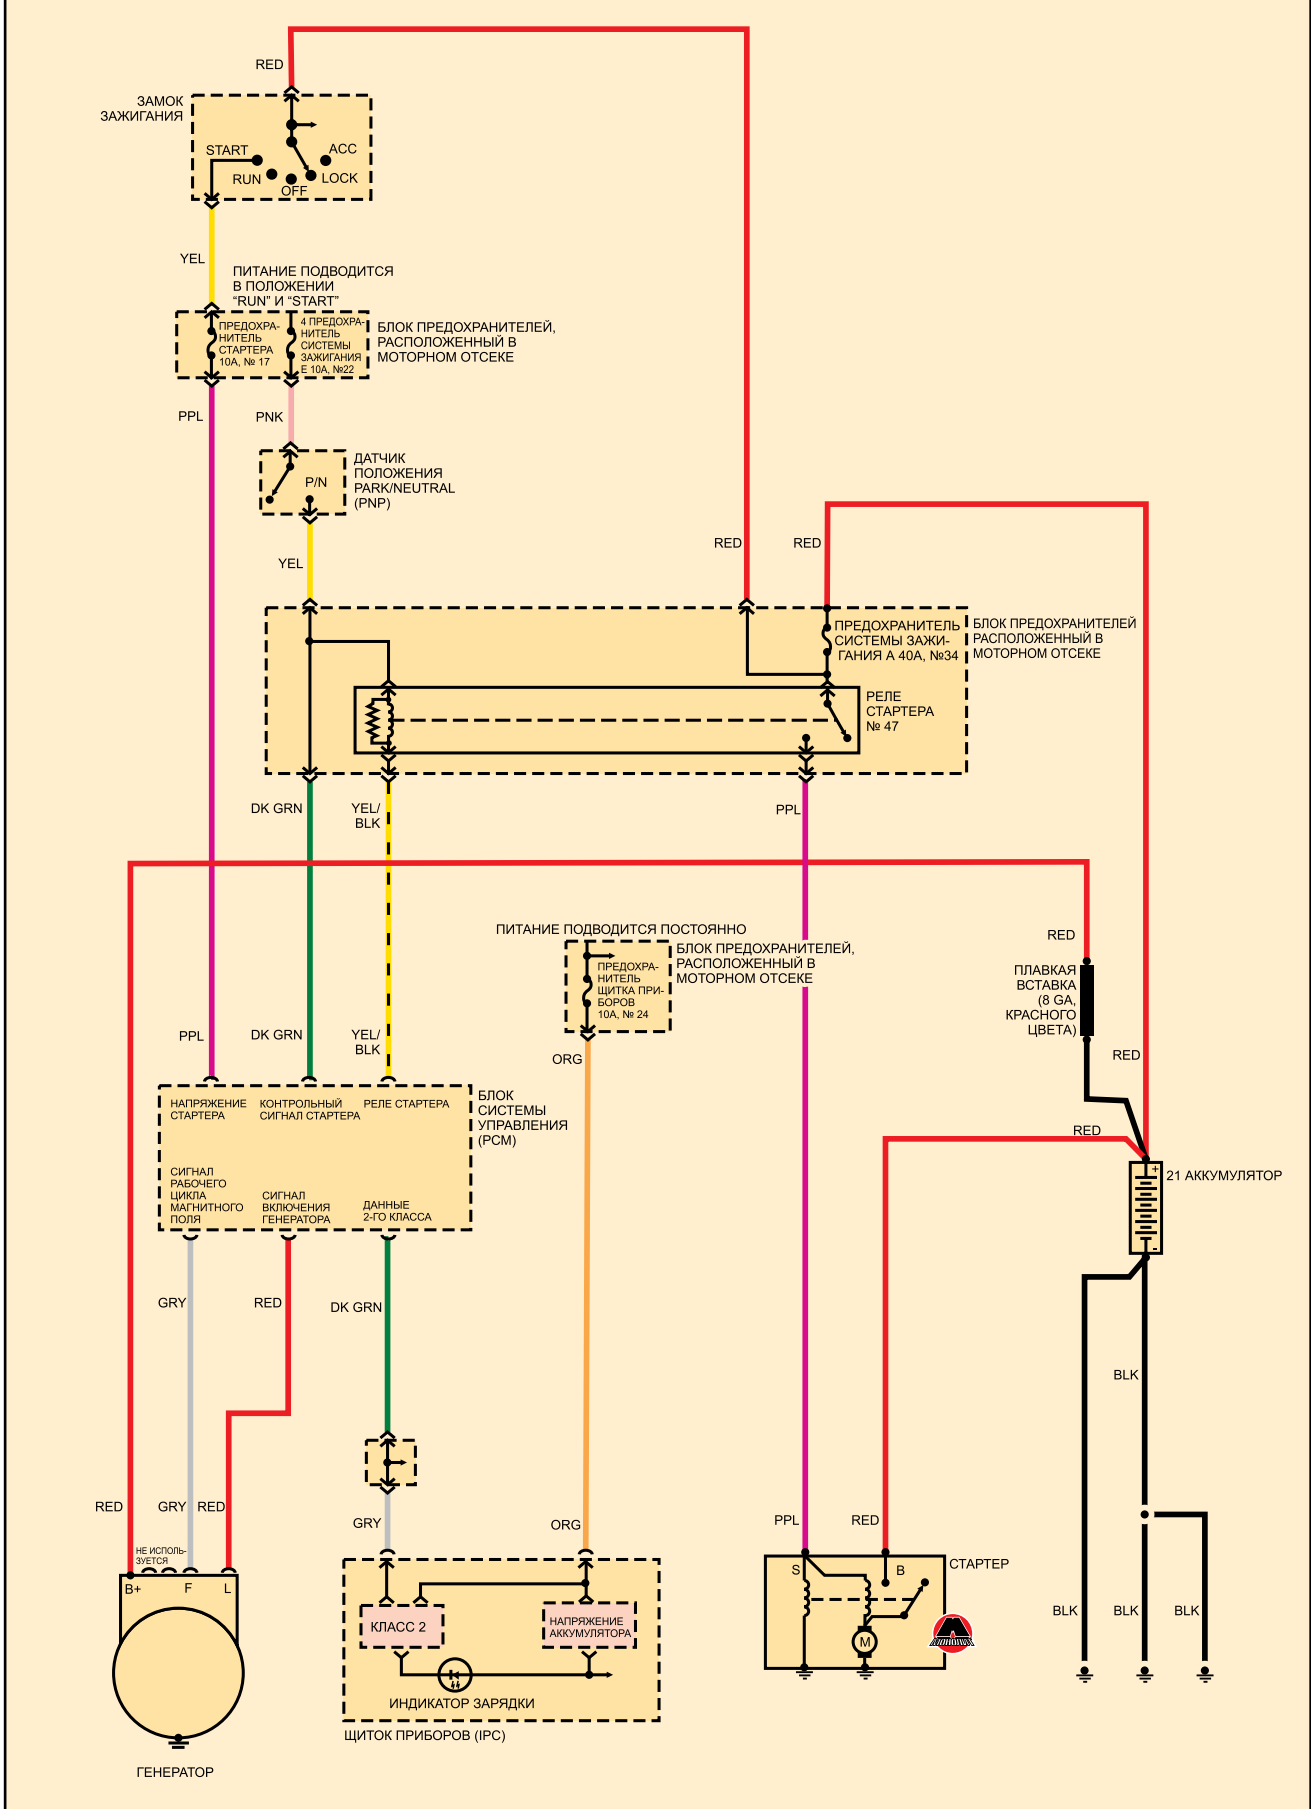 RED
ЗАМОК
ЗАЖИГАНИЯ
START
ACC
RUN
LOCK
OFF
YEL
ПИТАНИЕ ПОДВОДИТСЯ
В ПОЛОЖЕНИИ
“RUN” И “START”
ПРЕДОХРА-
НИТЕЛЬ
СТАРТЕРА
10А, № 17
4 ПРЕДОХРА-
НИТЕЛЬ
СИСТЕМЫ
ЗАЖИГАНИЯ
Е 10А, №22
БЛОК ПРЕДОХРАНИТЕЛЕЙ,
РАСПОЛОЖЕННЫЙ В
МОТОРНОМ ОТСЕКЕ
PPL
PNK
P/N
ДАТЧИК
ПОЛОЖЕНИЯ
PARK/NEUTRAL
(PNP)
YEL
RED
RED
ПРЕДОХРАНИТЕЛЬ
СИСТЕМЫ ЗАЖИ-
ГАНИЯ А 40А, №34
БЛОК ПРЕДОХРАНИТЕЛЕЙ
РАСПОЛОЖЕННЫЙ В
МОТОРНОМ ОТСЕКЕ
РЕЛЕ
СТАРТЕРА
№ 47
DK GRN
YEL/
BLK
PPL
ПИТАНИЕ ПОДВОДИТСЯ ПОСТОЯННО
ПРЕДОХРА-
НИТЕЛЬ
ЩИТКА ПРИ-
БОРОВ
10А, № 24
БЛОК ПРЕДОХРАНИТЕЛЕЙ,
РАСПОЛОЖЕННЫЙ В
МОТОРНОМ ОТСЕКЕ
RED
ПЛАВКАЯ
ВСТАВКА
(8 GA,
КРАСНОГО
ЦВЕТА)
PPL
DK GRN
YEL/
BLK
ORG
RED
RED
НАПРЯЖЕНИЕ
СТАРТЕРА
КОНТРОЛЬНЫЙ
СИГНАЛ СТАРТЕРА
РЕЛЕ СТАРТЕРА
БЛОК
СИСТЕМЫ
УПРАВЛЕНИЯ
(PCM)
СИГНАЛ
РАБОЧЕГО
ЦИКЛА
МАГНИТНОГО
ПОЛЯ
СИГНАЛ
ВКЛЮЧЕНИЯ
ГЕНЕРАТОРА
ДАННЫЕ
2-ГО КЛАССА
+
-
21 АККУМУЛЯТОР
GRY
RED
DK GRN
BLK
RED
GRY
RED
GRY
ORG
PPL
RED
НЕ ИСПОЛЬ-
ЗУЕТСЯ
B+
F
L
КЛАСС 2
НАПРЯЖЕНИЕ
АККУМУЛЯТОРА
ИНДИКАТОР ЗАРЯДКИ
ЩИТОК ПРИБОРОВ (IPC)
S
B
M
СТАРТЕР
BLK
BLK
BLK
ГЕНЕРАТОР